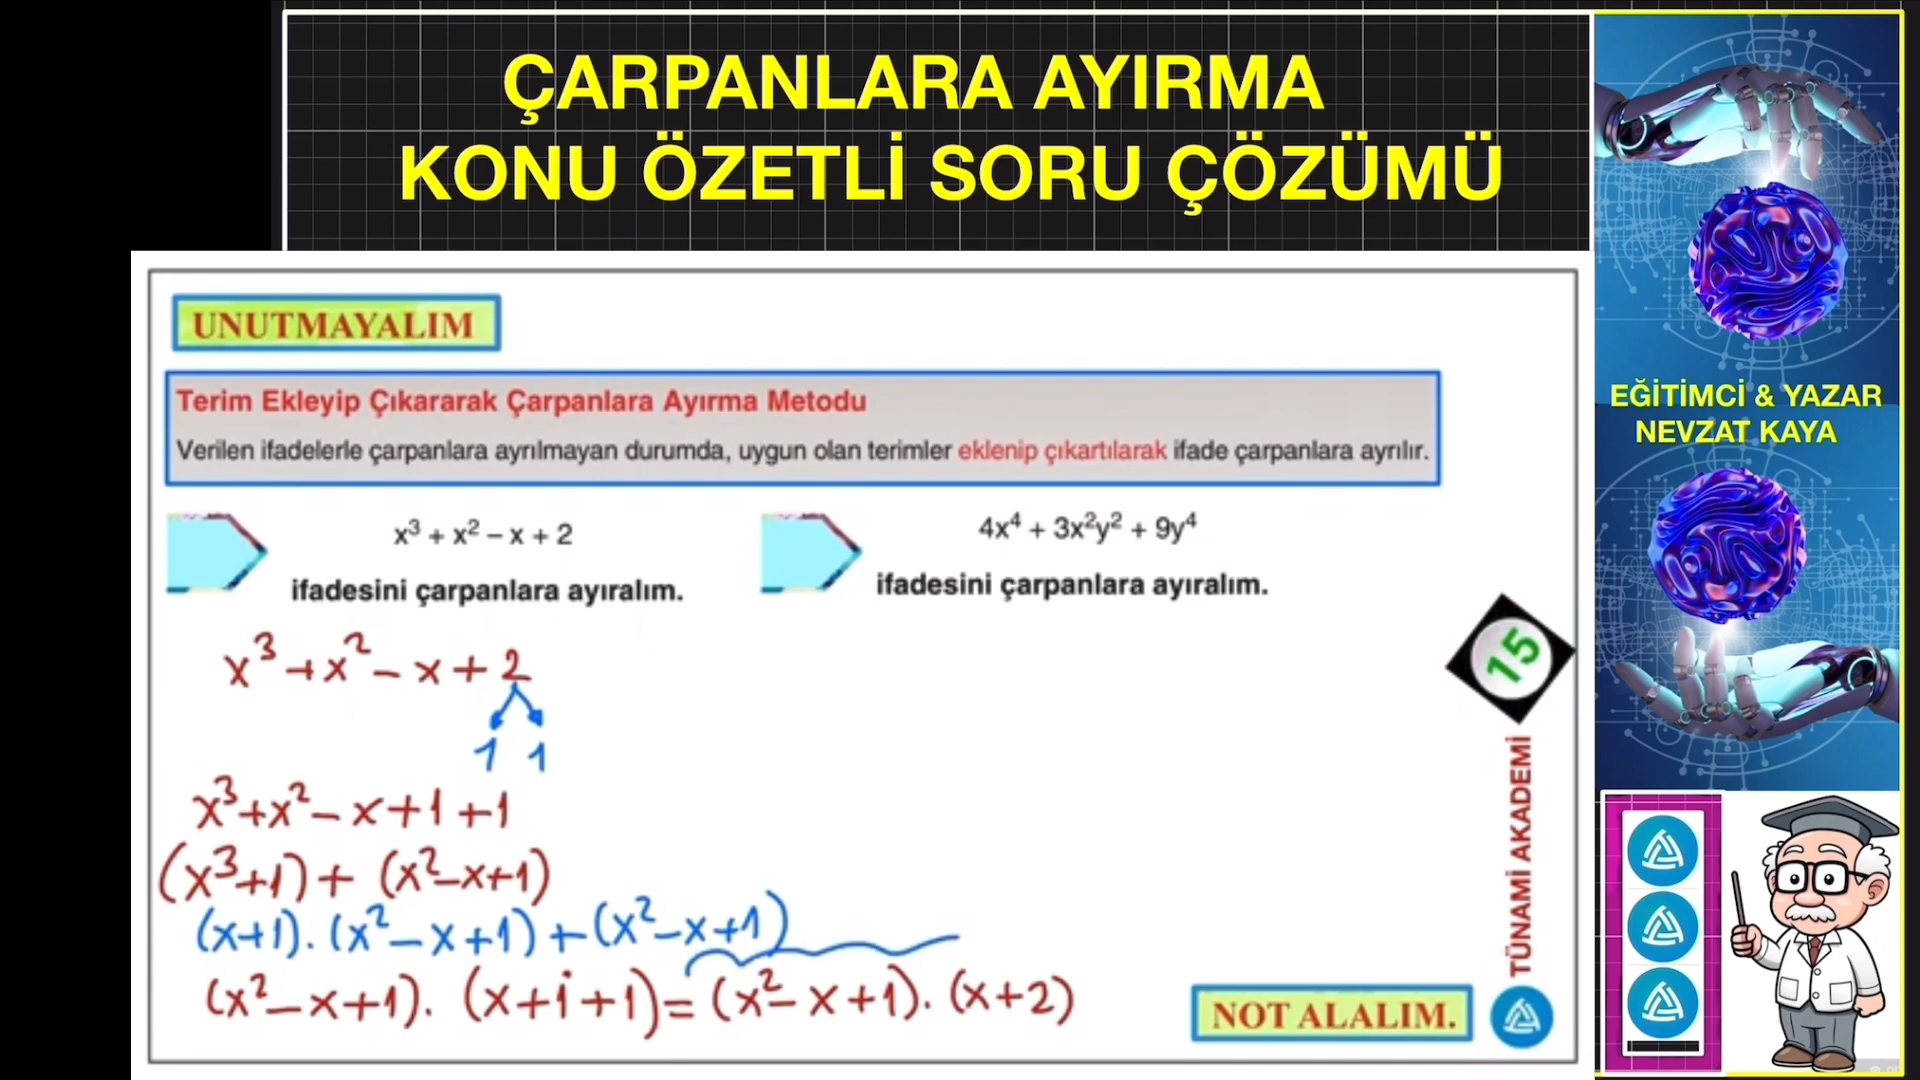 ÇARPANLARA AYIRMA
KONU ÖZETLİ SORU ÇÖZÜMÜ
UNUTMAYALIM
Terim Ekleyip Çıkararak Çarpanlara Ayırma Metodu
Verilen ifadelerle çarpanlara ayrılmayan durumda, uygun olan terimler eklenip çıkartılarak ifade çarpanlara ayrılır.
x³ + x² – x + 2
ifadesini çarpanlara ayıralım.
4x⁴ + 3x²y² + 9y⁴
ifadesini çarpanlara ayıralım.
x³ + x² – x + 2
1 1
x³+x²– x+1 +1
(x³+1) + (x²–x+1)
(x+1).(x²–x+1)+(x²–x+1)
(x²–x+1). (x+1+1)=(x²–x+1). (x+2)
15
TÜNAMİ AKADEMİ
NOT ALALIM.
EĞİTİMCİ & YAZAR
NEVZAT KAYA